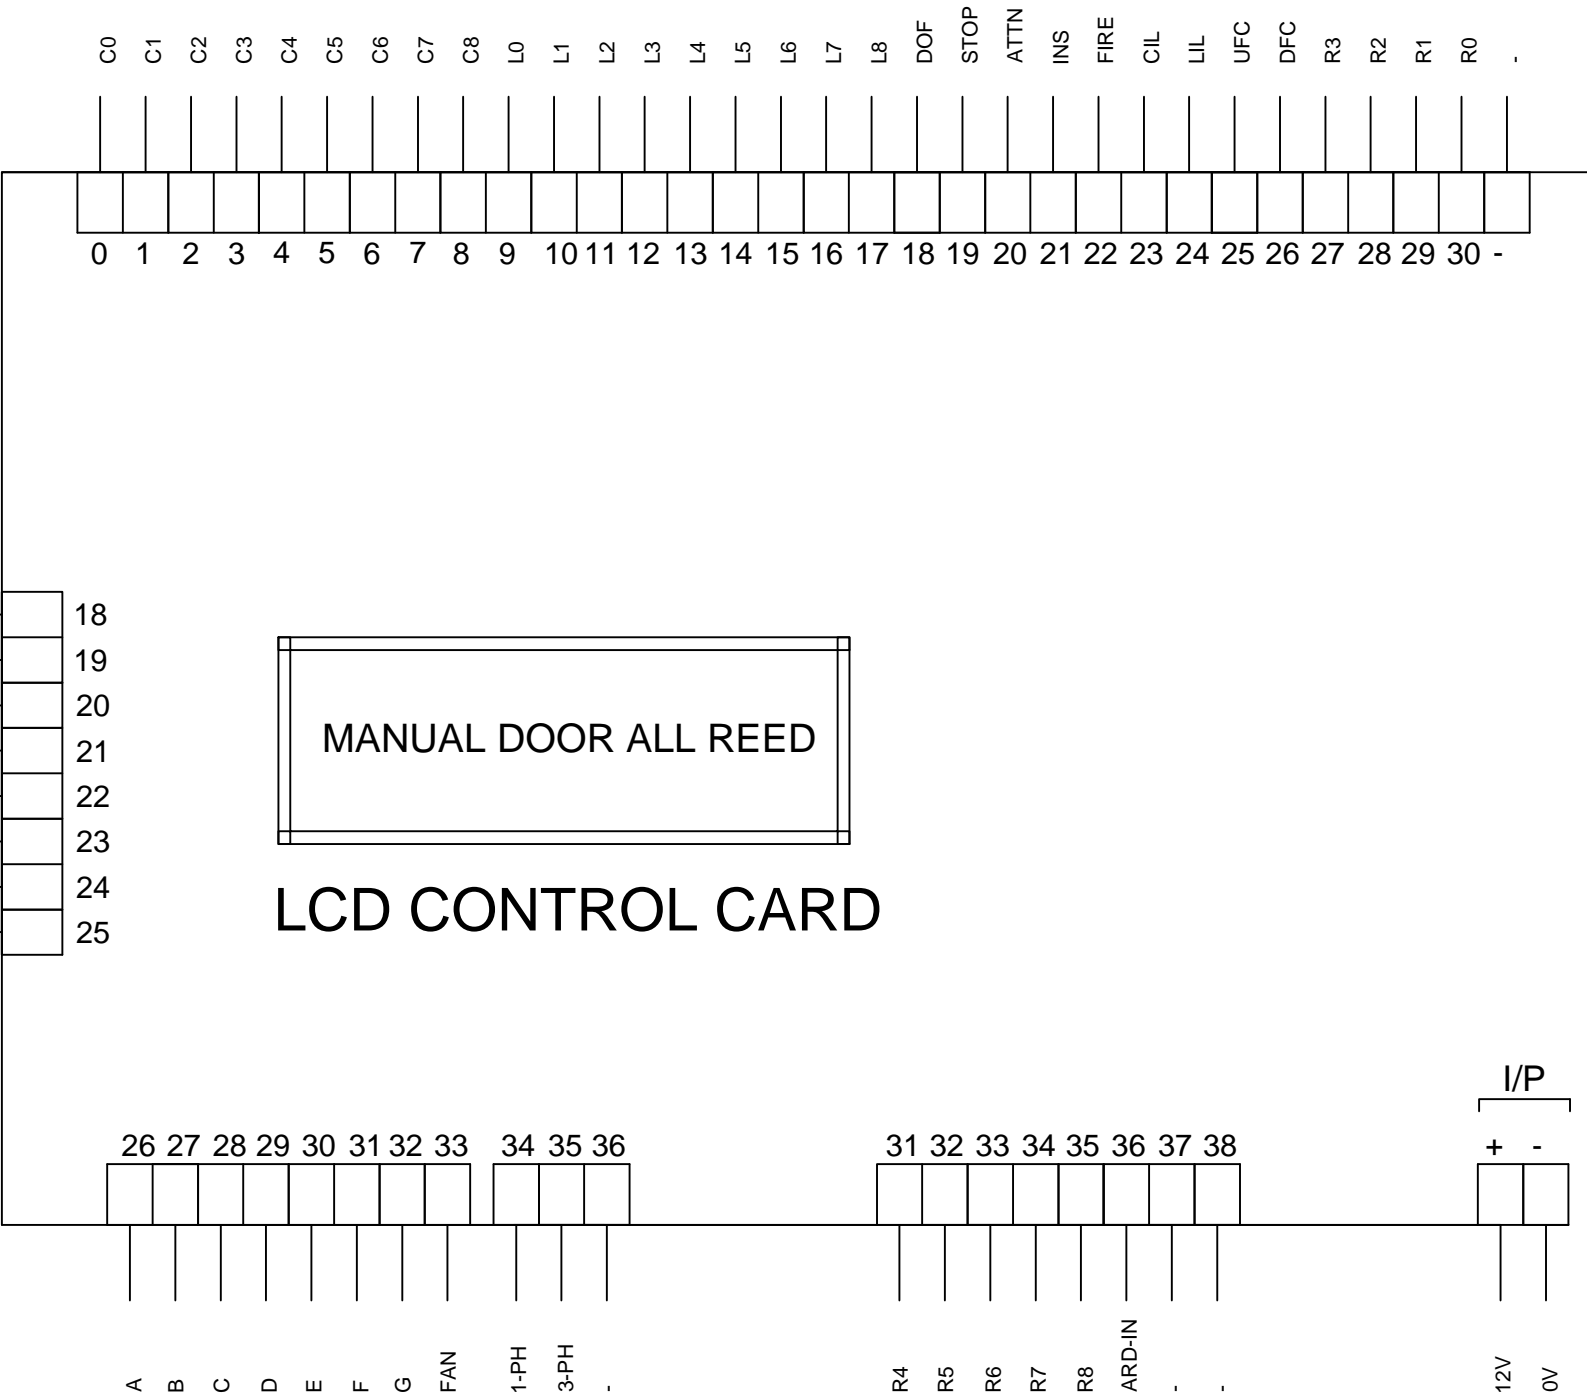 C0 C1 C2 C3 C4 C5 C6 C7 C8 L0 L1 L2 L3 L4 L5 L6 L7 L8 DOF STOP ATTN INS FIRE CIL LIL UFC DFC R3 R2 R1 R0 -
0 1 2 3 4 5 6 7 8 9 10 11 12 13 14 15 16 17 18 19 20 21 22 23 24 25 26 27 28 29 30 -
18
19
20
21
22
23
24
25
MANUAL DOOR ALL REED
LCD CONTROL CARD
I/P
26 27 28 29 30 31 32 33 34 35 36 31 32 33 34 35 36 37 38 + -
A B C D E F G FAN 1-PH 3-PH - R4 R5 R6 R7 R8 ARD-IN - - 12V 0V